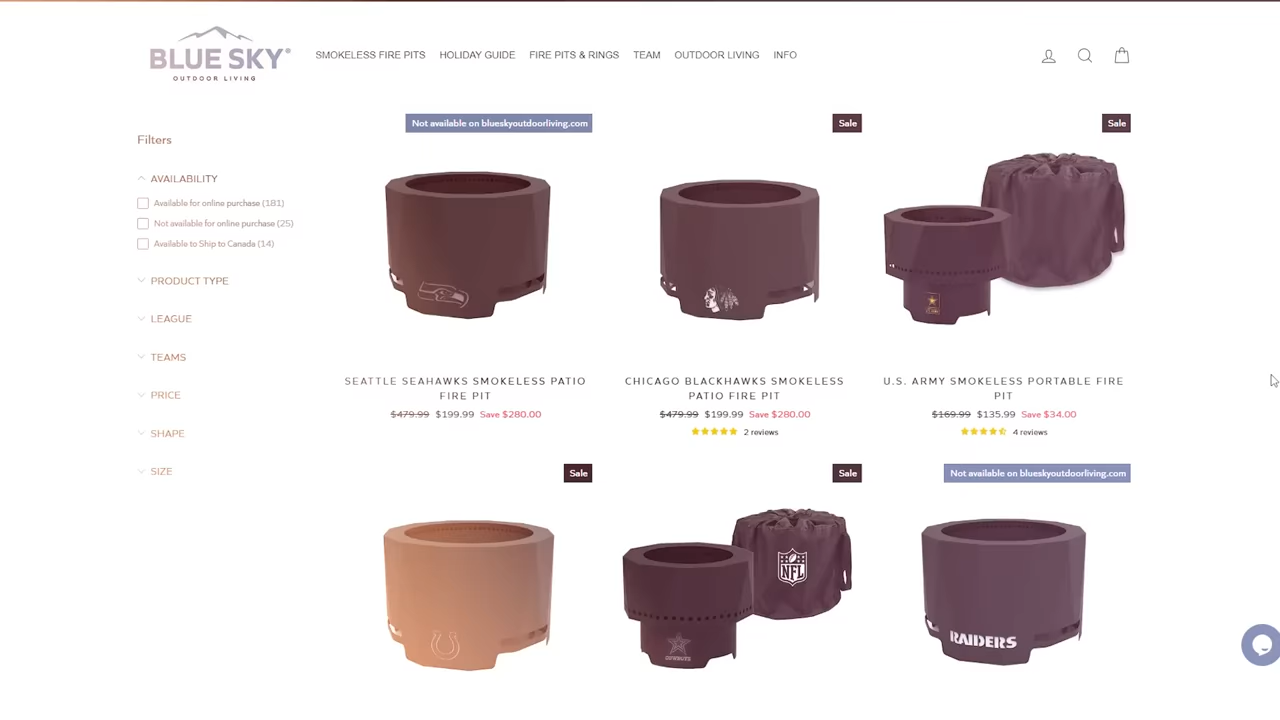 BLUE SKY®
OUTDOOR LIVING
SMOKELESS FIRE PITS HOLIDAY GUIDE FIRE PITS & RINGS TEAM OUTDOOR LIVING INFO
Filters
AVAILABILITY
Available for online purchase (181)
Not available for online purchase (25)
Available to Ship to Canada (14)
PRODUCT TYPE
LEAGUE
TEAMS
PRICE
SHAPE
SIZE
Not available on blueskyoutdoorliving.com
SEATTLE SEAHAWKS SMOKELESS PATIO
FIRE PIT
$479.99 $199.99 Save $280.00
Sale
CHICAGO BLACKHAWKS SMOKELESS
PATIO FIRE PIT
$479.99 $199.99 Save $280.00
2 reviews
Sale
U.S. ARMY SMOKELESS PORTABLE FIRE
PIT
$169.99 $135.99 Save $34.00
4 reviews
Sale
Sale
NFL
COWBOYS
Not available on blueskyoutdoorliving.com
RAIDERS